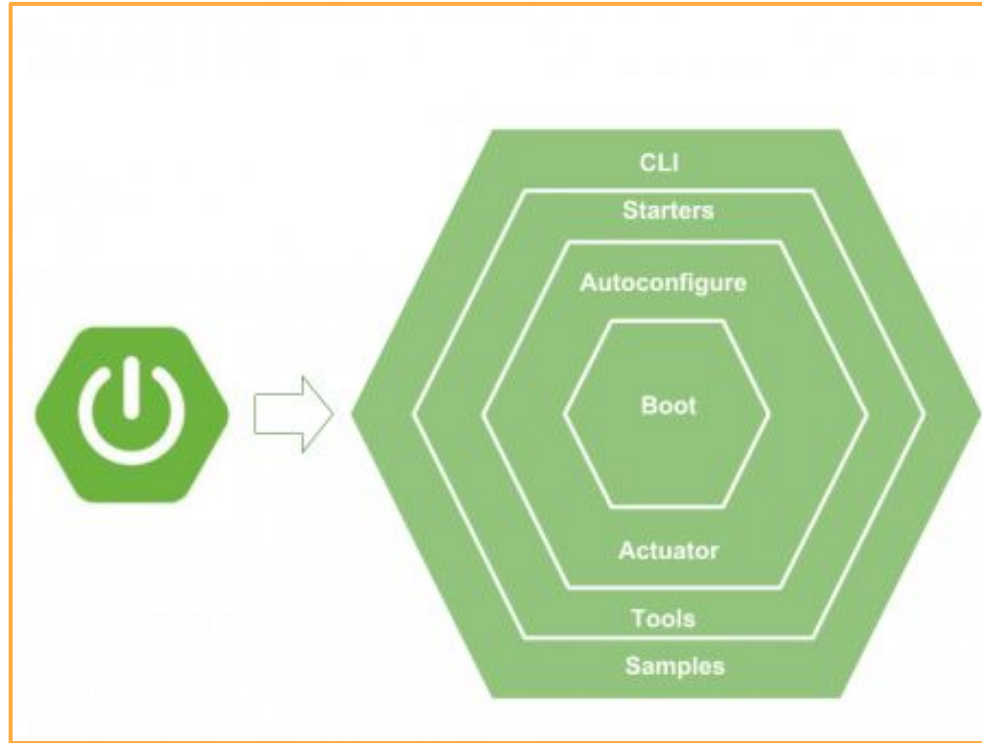 CLI
Starters
Autoconfigure
Boot
Actuator
Tools
Samples